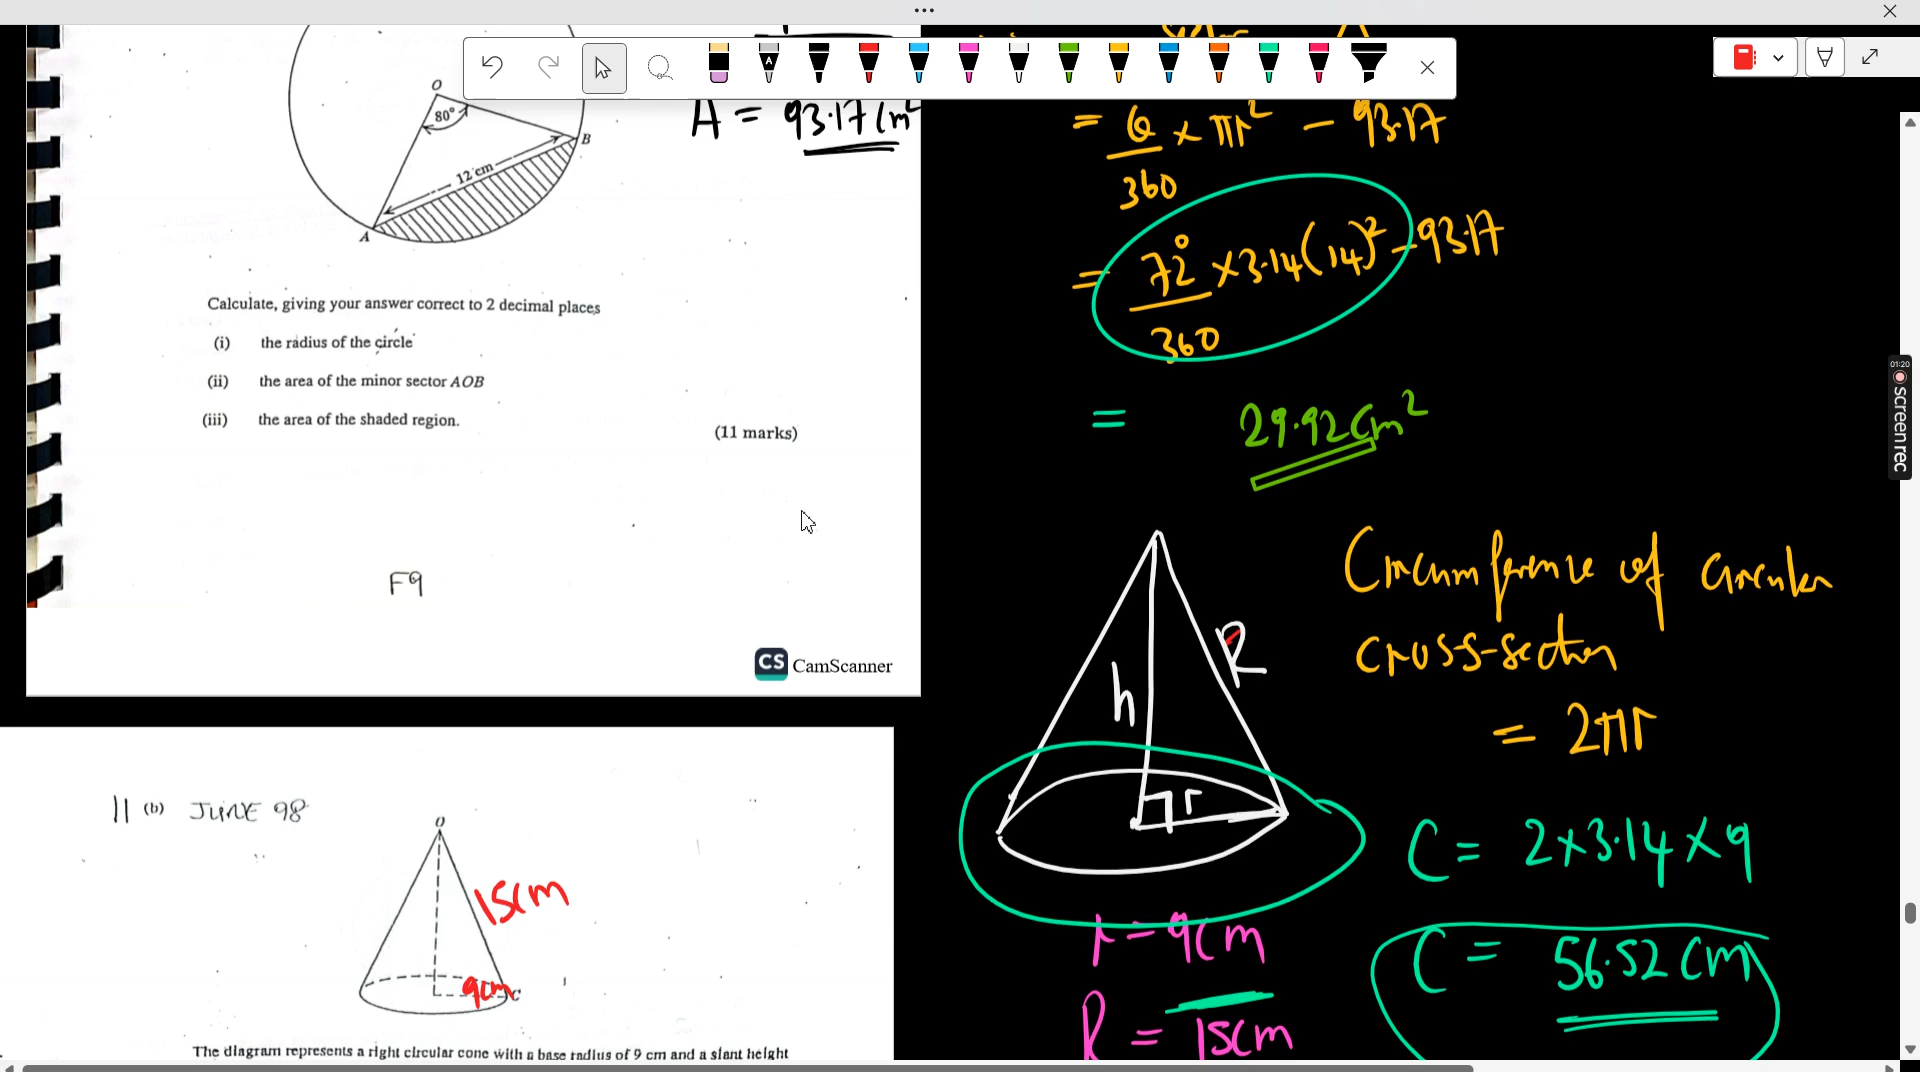 O
80°
B
12 cm
A
A = 93.17 cm²
Calculate, giving your answer correct to 2 decimal places
(i) the radius of the circle
(ii) the area of the minor sector AOB
(iii) the area of the shaded region.
(11 marks)
F9
CS CamScanner
11 (b) JUNE 98
O
15cm
9cm
C
The diagram represents a right circular cone with a base radius of 9 cm and a slant height
= θ/360 × πr² - 93.17
= 72°/360 × 3.14(14)² - 93.17
= 29.92cm²
h
R
r
Circumference of circular
cross-section
= 2πr
C = 2×3.14×9
C = 56.52 cm
r = 9cm
R = 15cm
01:20
screenrec